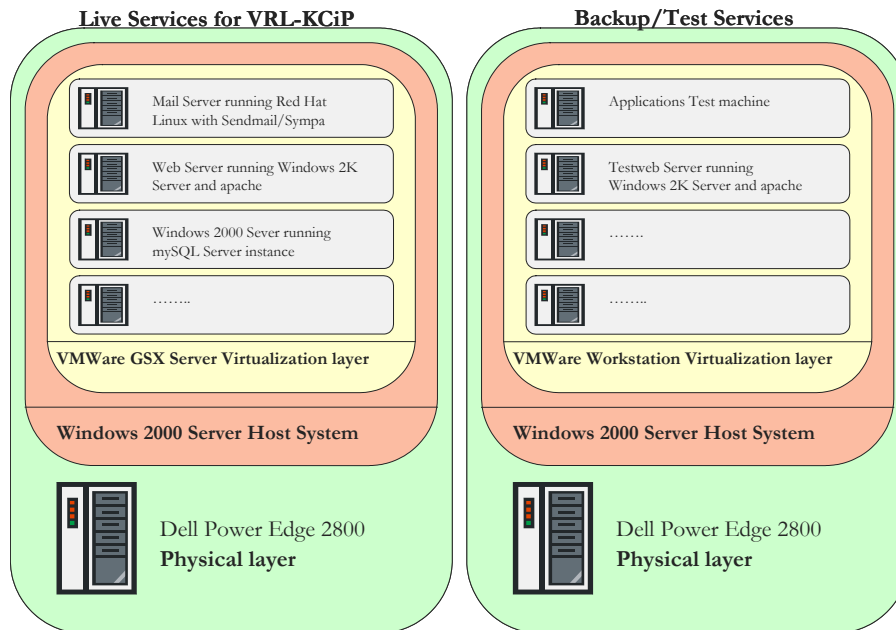 Live Services for VRL-KCiP
Mail Server running Red Hat
Linux with Sendmail/Sympa
Web Server running Windows 2K
Server and apache
Windows 2000 Sever running
mySQL Server instance
……..
VMWare GSX Server Virtualization layer
Windows 2000 Server Host System
Dell Power Edge 2800
Physical layer
Backup/Test Services
Applications Test machine
Testweb Server running
Windows 2K Server and apache
…….
……..
VMWare Workstation Virtualization layer
Windows 2000 Server Host System
Dell Power Edge 2800
Physical layer